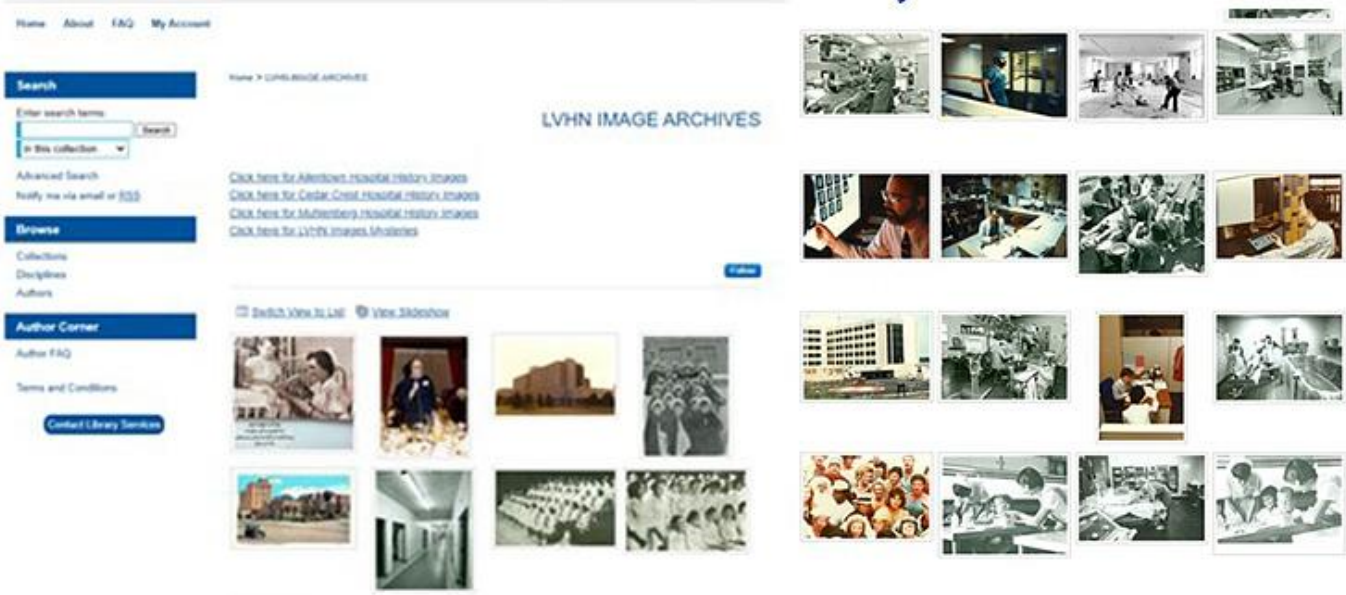 Home About FAQ My Account
Search
Enter search terms:
Search
in this collection
Advanced Search
Notify me via email or RSS
Browse
Collections
Disciplines
Authors
Author Corner
Author FAQ
Terms and Conditions
Contact Library Services
Home > LVHN-IMAGE-ARCHIVES
LVHN IMAGE ARCHIVES
Click here for Allentown Hospital History Images
Click here for Cedar Crest Hospital History Images
Click here for Muhlenberg Hospital History Images
Click here for LVHN Images Mysteries
Follow
Switch View to List View Slideshow